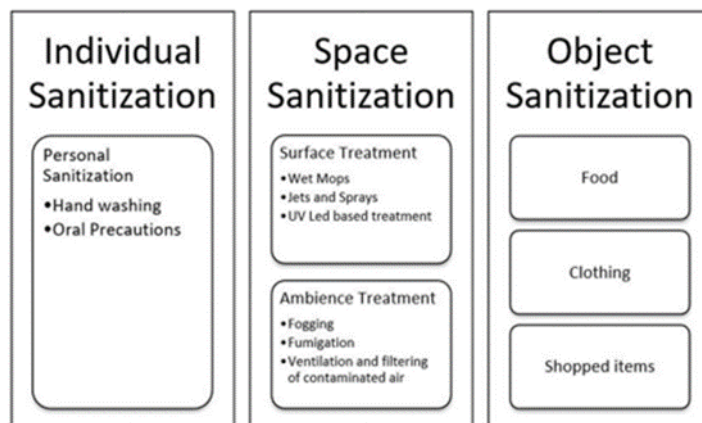 Individual
Sanitization
Personal
Sanitization
•Hand washing
•Oral Precautions
Space
Sanitization
Surface Treatment
•Wet Mops
•Jets and Sprays
•UV Led based treatment
Ambience Treatment
•Fogging
•Fumigation
•Ventilation and filtering
of contaminated air
Object
Sanitization
Food
Clothing
Shopped items